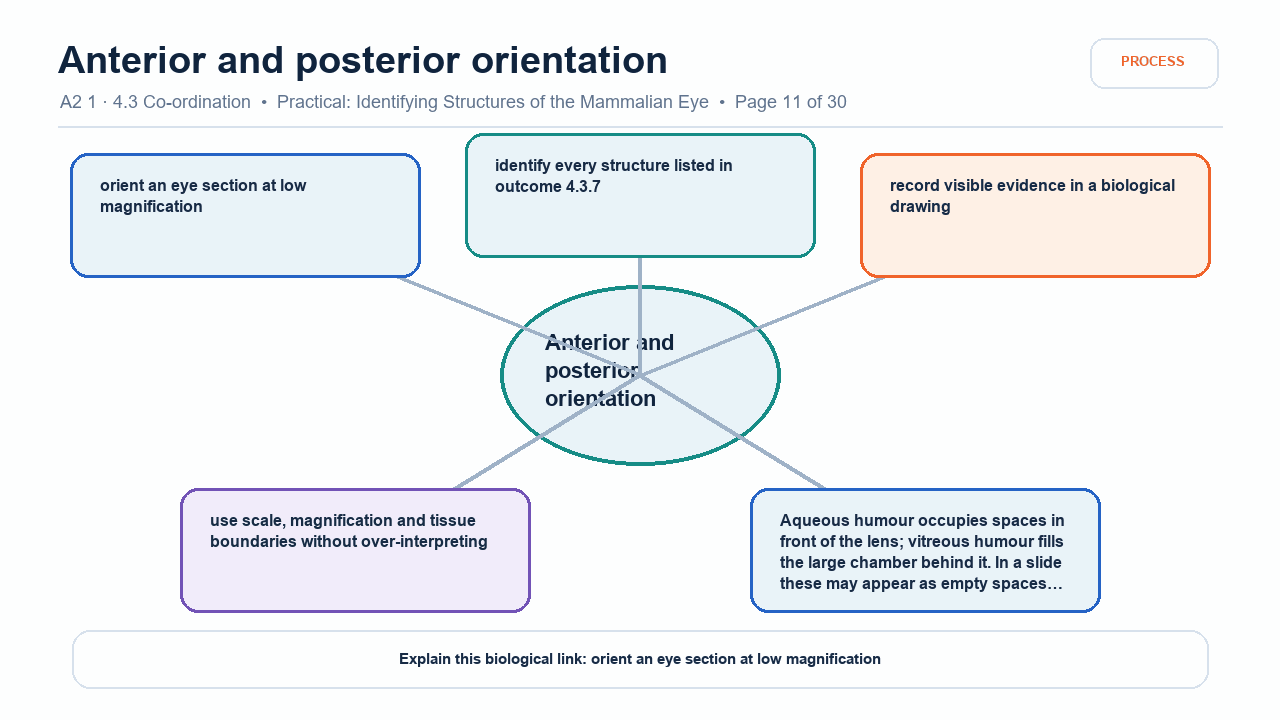 Anterior and posterior orientation
PROCESS
A2 1 · 4.3 Co-ordination • Practical: Identifying Structures of the Mammalian Eye • Page 11 of 30
orient an eye section at low
magnification
identify every structure listed in
outcome 4.3.7
record visible evidence in a biological
drawing
Anterior and
posterior
orientation
use scale, magnification and tissue
boundaries without over-interpreting
Aqueous humour occupies spaces in
front of the lens; vitreous humour fills
the large chamber behind it. In a slide
these may appear as empty spaces…
Explain this biological link: orient an eye section at low magnification